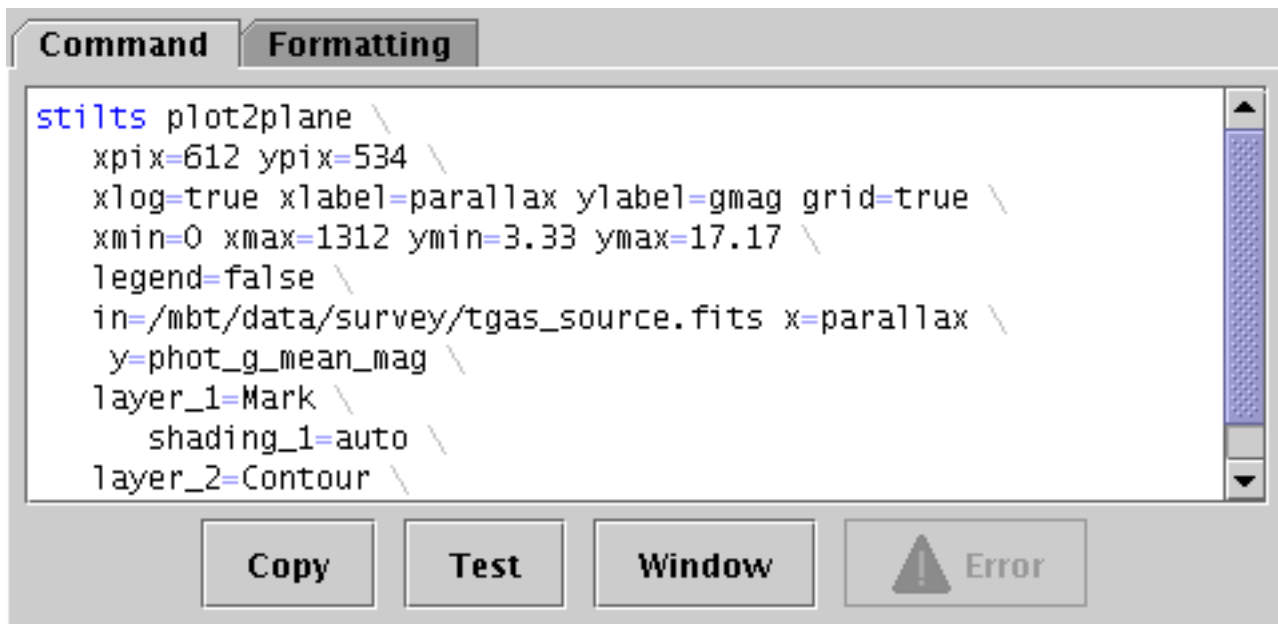 Command Formatting
stilts plot2plane \
xpix=612 ypix=534 \
xlog=true xlabel=parallax ylabel=gmag grid=true \
xmin=0 xmax=1312 ymin=3.33 ymax=17.17 \
legend=false \
in=/mbt/data/survey/tgas_source.fits x=parallax \
y=phot_g_mean_mag \
layer_1=Mark \
shading_1=auto \
layer_2=Contour \
Copy Test Window Error